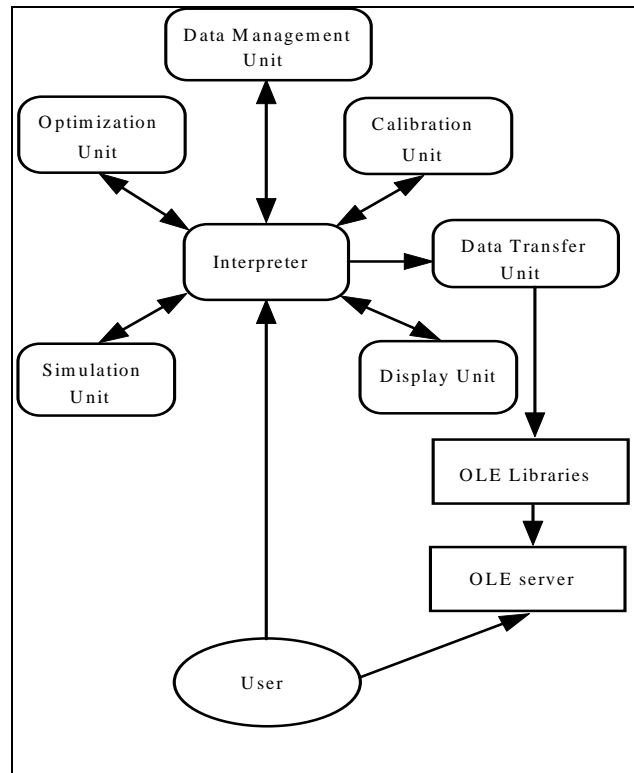 Data Management
Unit
Optimization
Unit
Calibration
Unit
Interpreter
Data Transfer
Unit
Simulation
Unit
Display Unit
OLE Libraries
OLE server
User